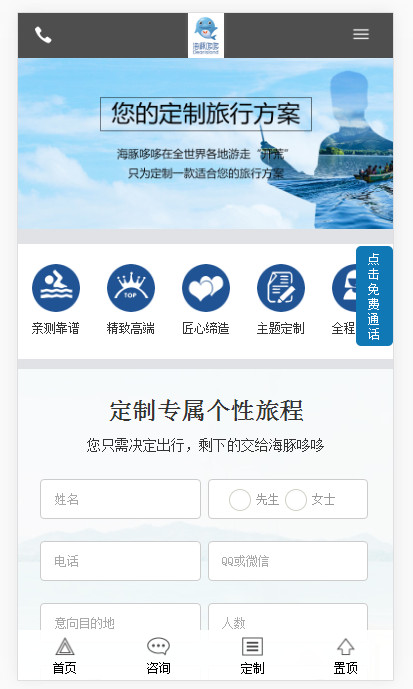 海豚哆哆
您的定制旅行方案
海豚哆哆在全世界各地游走“开荒”
只为定制一款适合您的旅行方案
点击免费通话
TOP
亲测靠谱 精致高端 匠心缔造 主题定制 全程
定制专属个性旅程
您只需决定出行，剩下的交给海豚哆哆
姓名 先生 女士
电话 QQ或微信
意向目的地 人数
首页 咨询 定制 置顶